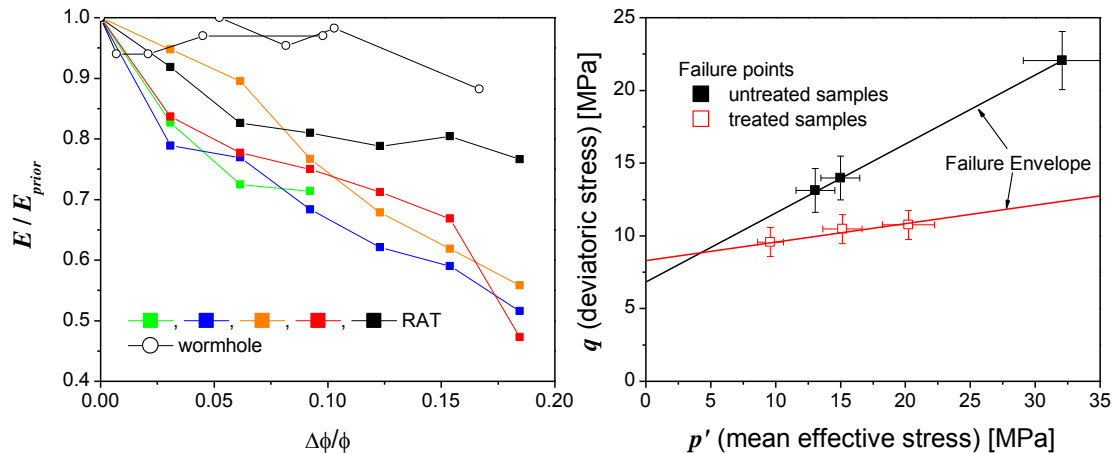 1.0
0.9
0.8
0.7
0.6
0.5
0.4
E / E_prior
, , , , RAT
wormhole
0.00 0.05 0.10 0.15 0.20
Δϕ/ϕ
25
20
15
10
5
0
q (deviatoric stress) [MPa]
Failure points
untreated samples
treated samples
Failure Envelope
0 5 10 15 20 25 30 35
p' (mean effective stress) [MPa]